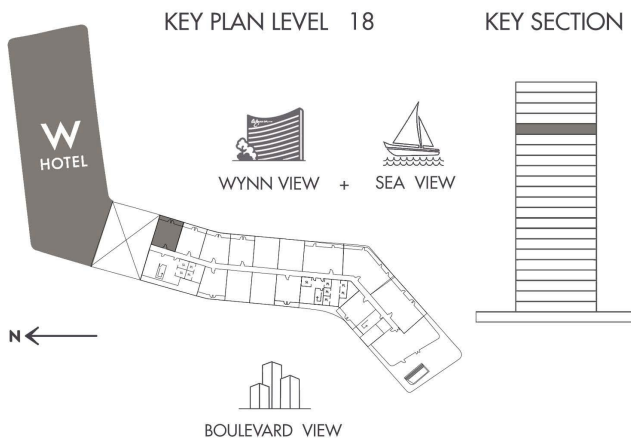 KEY PLAN LEVEL 18
KEY SECTION
W
HOTEL
WYNN VIEW + SEA VIEW
N
BOULEVARD VIEW